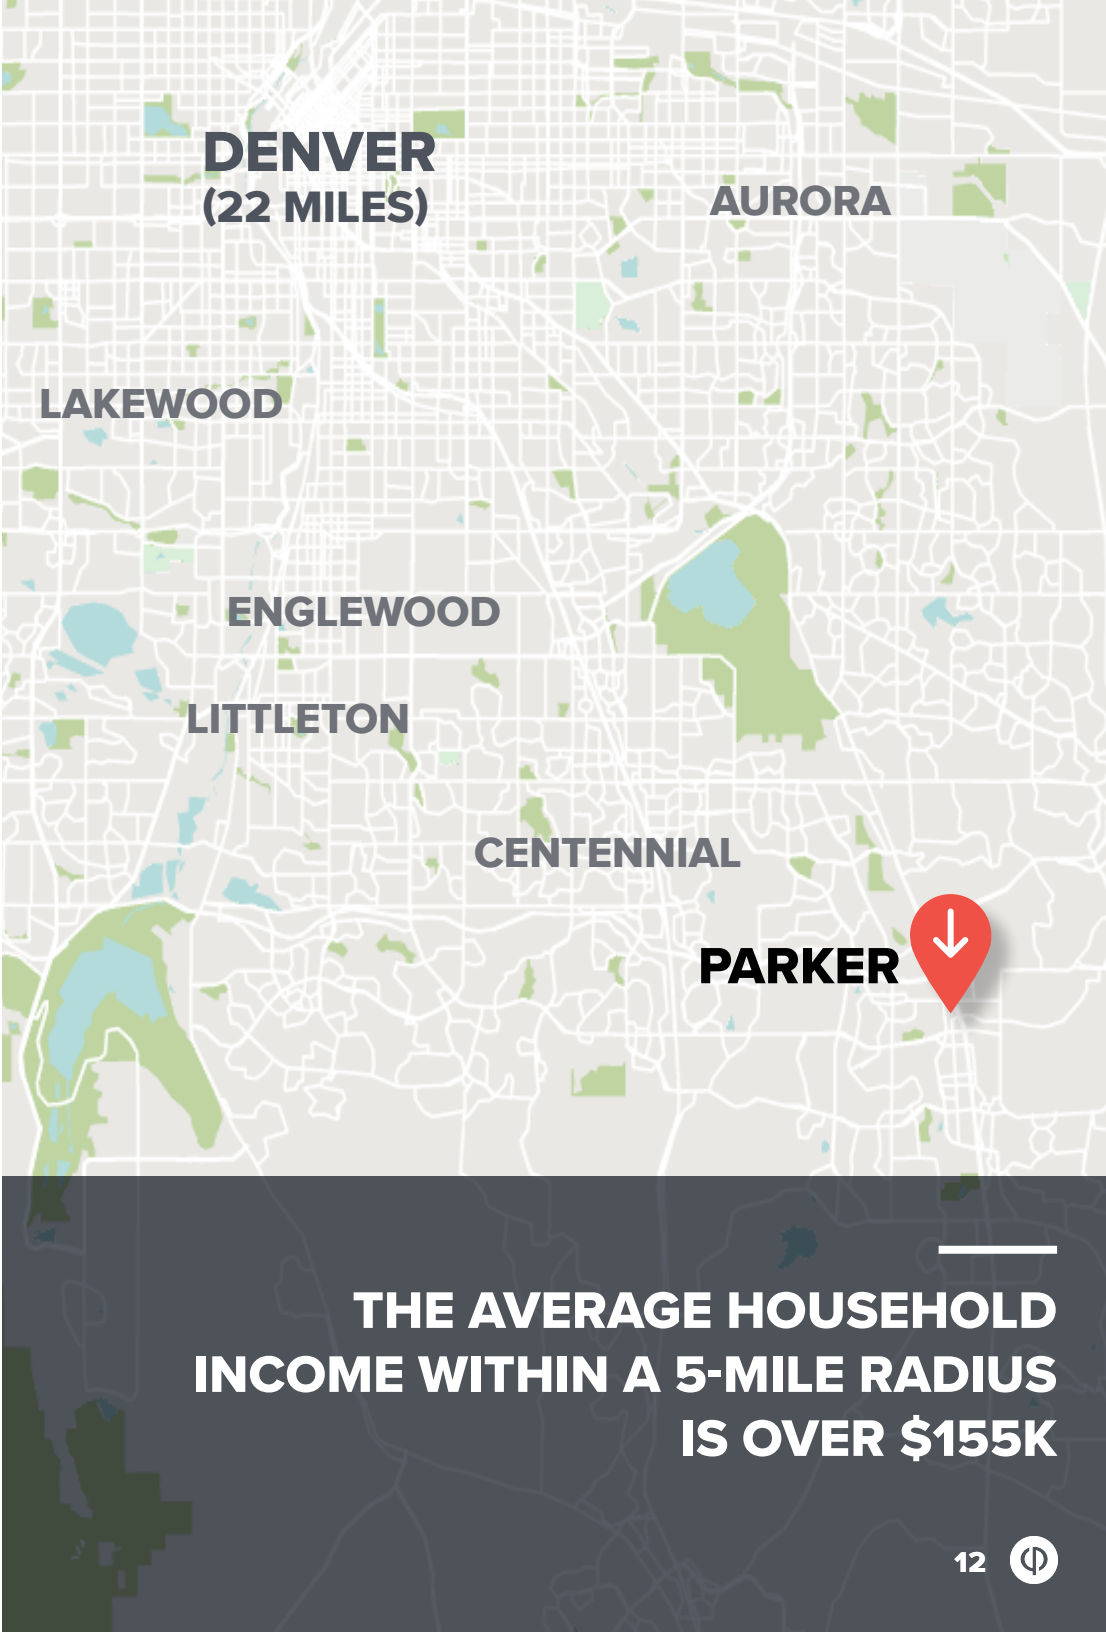 DENVER
(22 MILES)
AURORA
LAKEWOOD
ENGLEWOOD
LITTLETON
CENTENNIAL
PARKER
THE AVERAGE HOUSEHOLD
INCOME WITHIN A 5-MILE RADIUS
IS OVER $155K
12